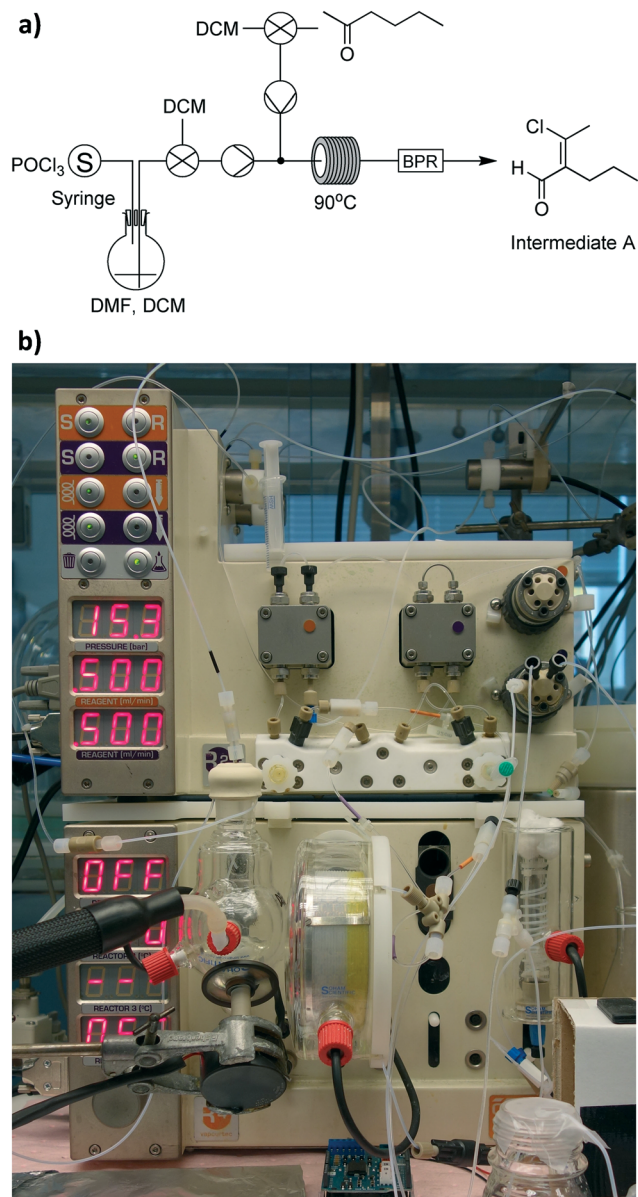 a)
DCM
O
DCM
POCl3
S
Syringe
DMF, DCM
90°C
BPR
Cl
H
O
Intermediate A
b)
S R
S R
15.3
PRESSURE [bar]
.500
REAGENT [ml/min]
500
REAGENT [ml/min]
OFF
REACTOR 3 [°C]